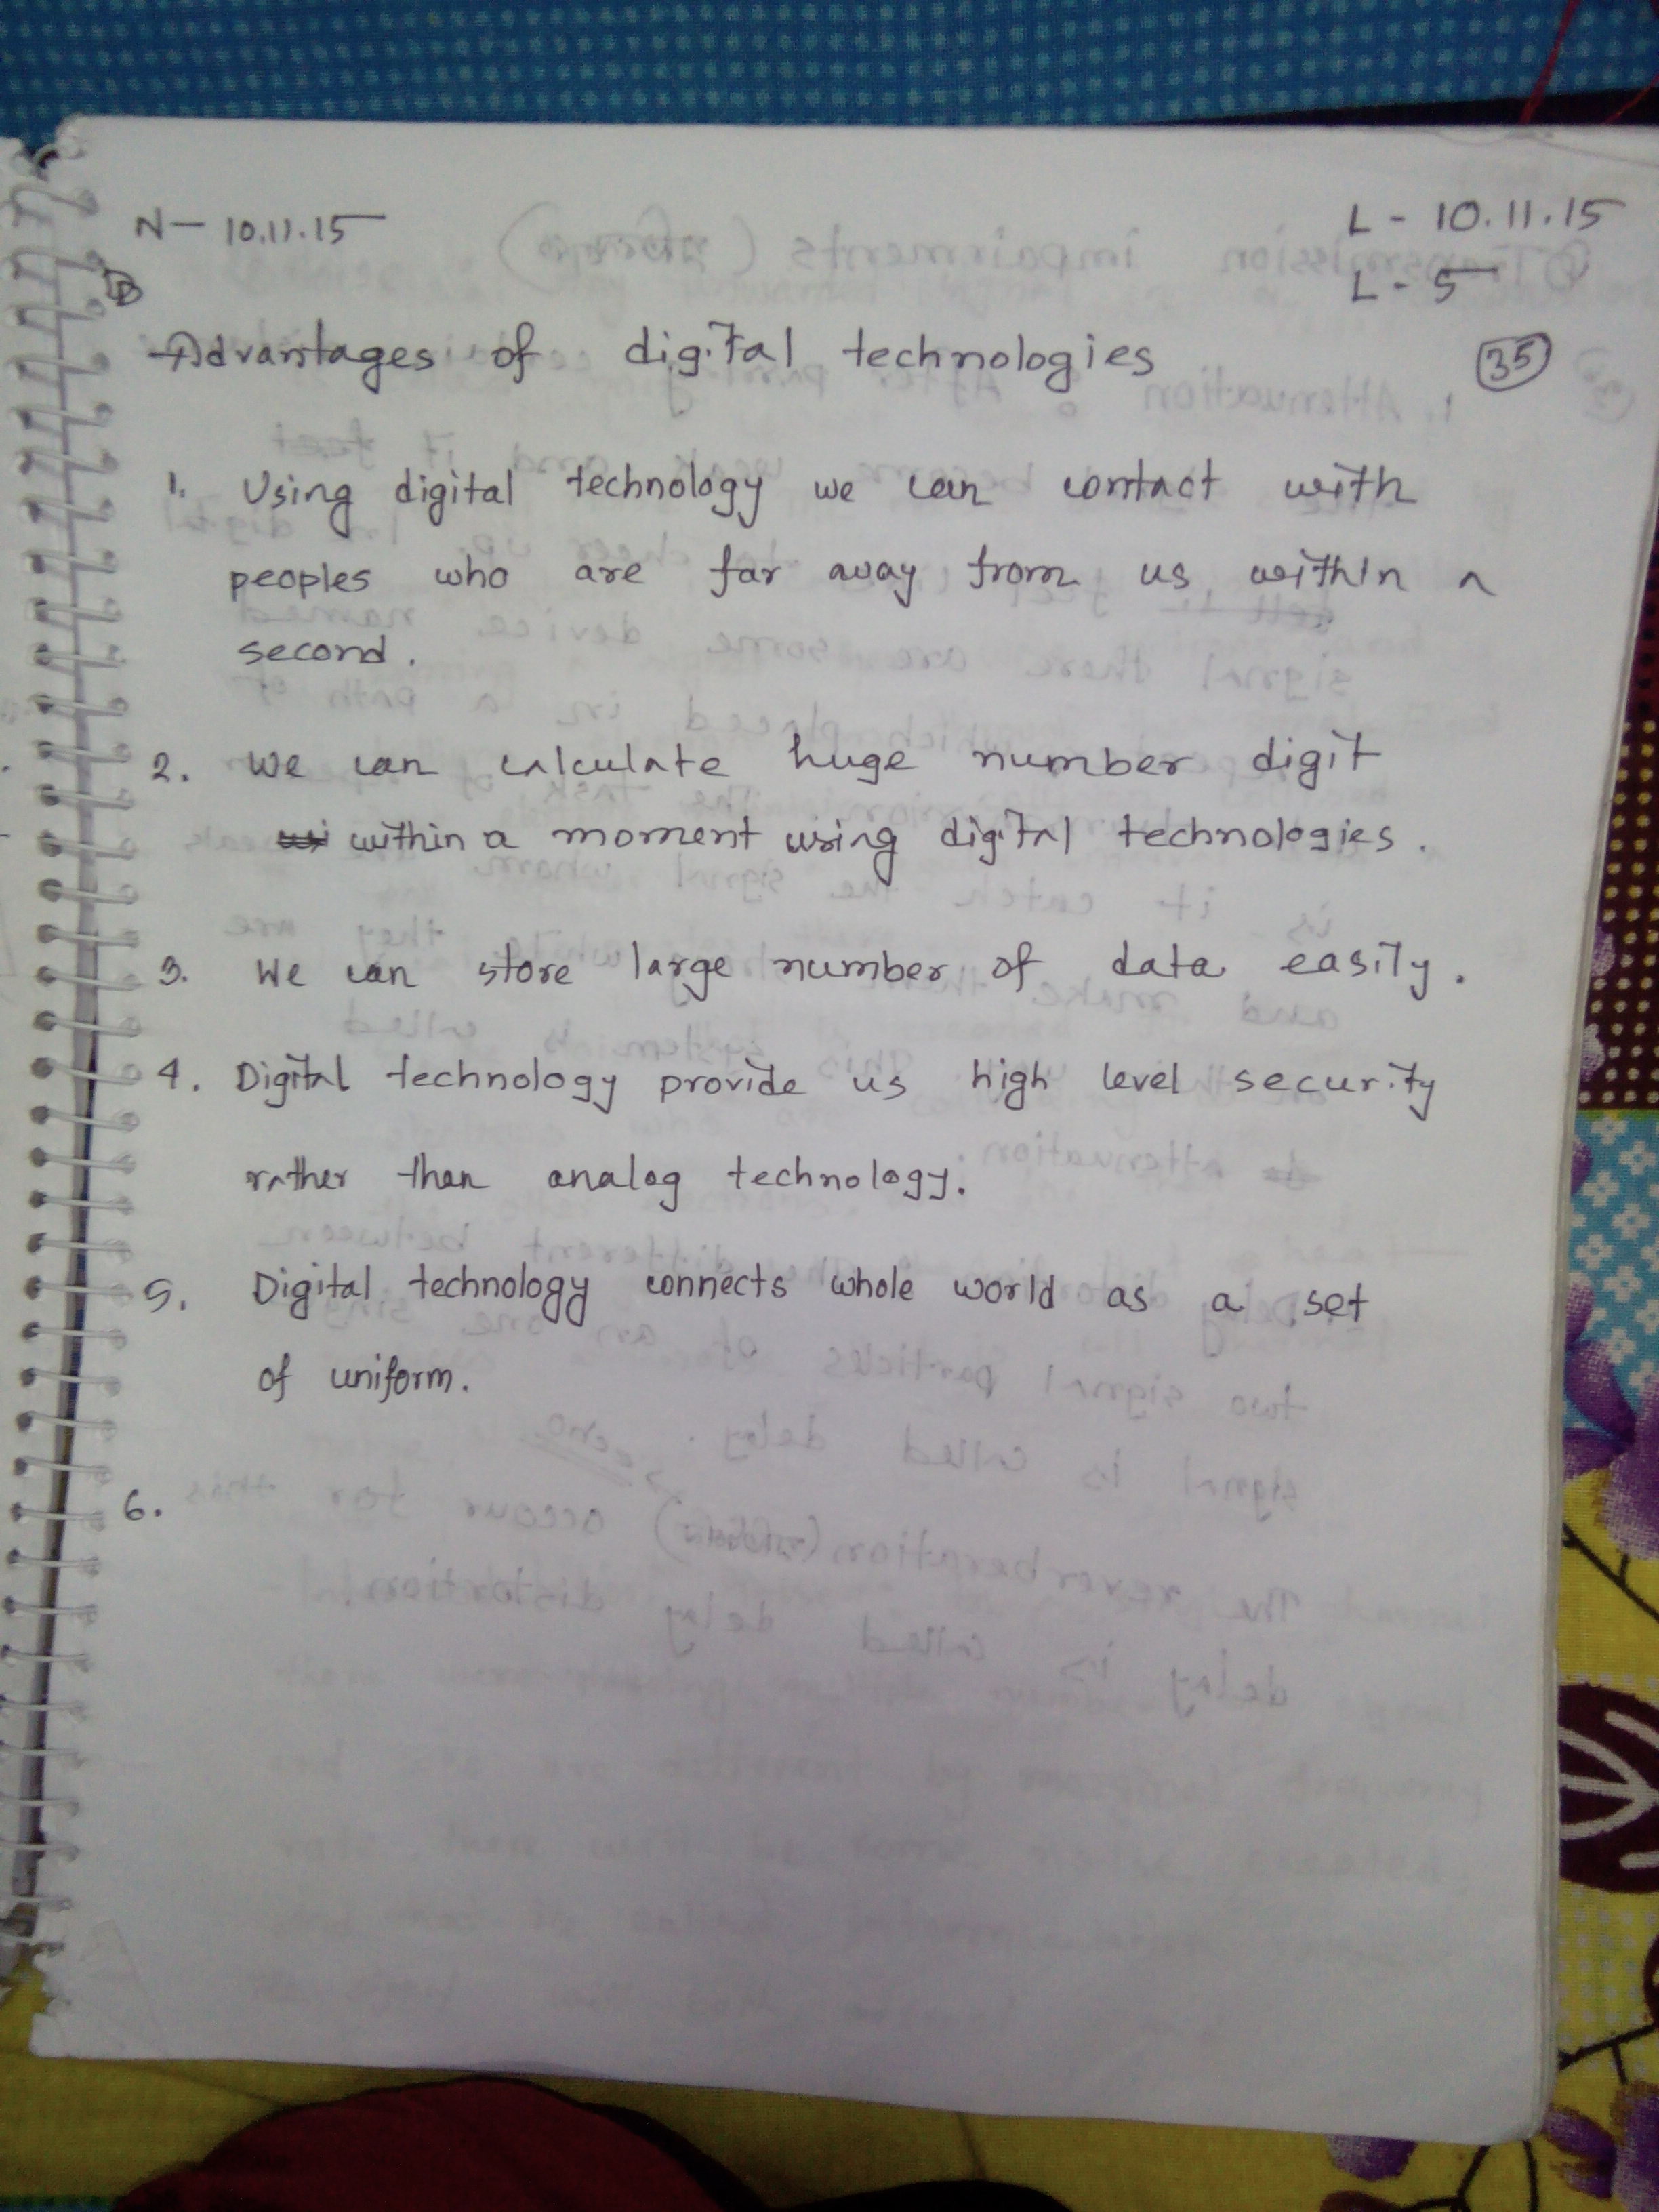 N- 10.11.15
L - 10.11.15
L - 5
Advantages of digital technologies
35
1. Using digital technology we can contact with
peoples who are far away from us within a
second.
2. We can calculate huge number digit
within a moment using digital technologies.
3. We can store large number of data easily.
4. Digital technology provide us high level security
rather than analog technology.
5. Digital technology connects whole world as a set
of uniform.
6.